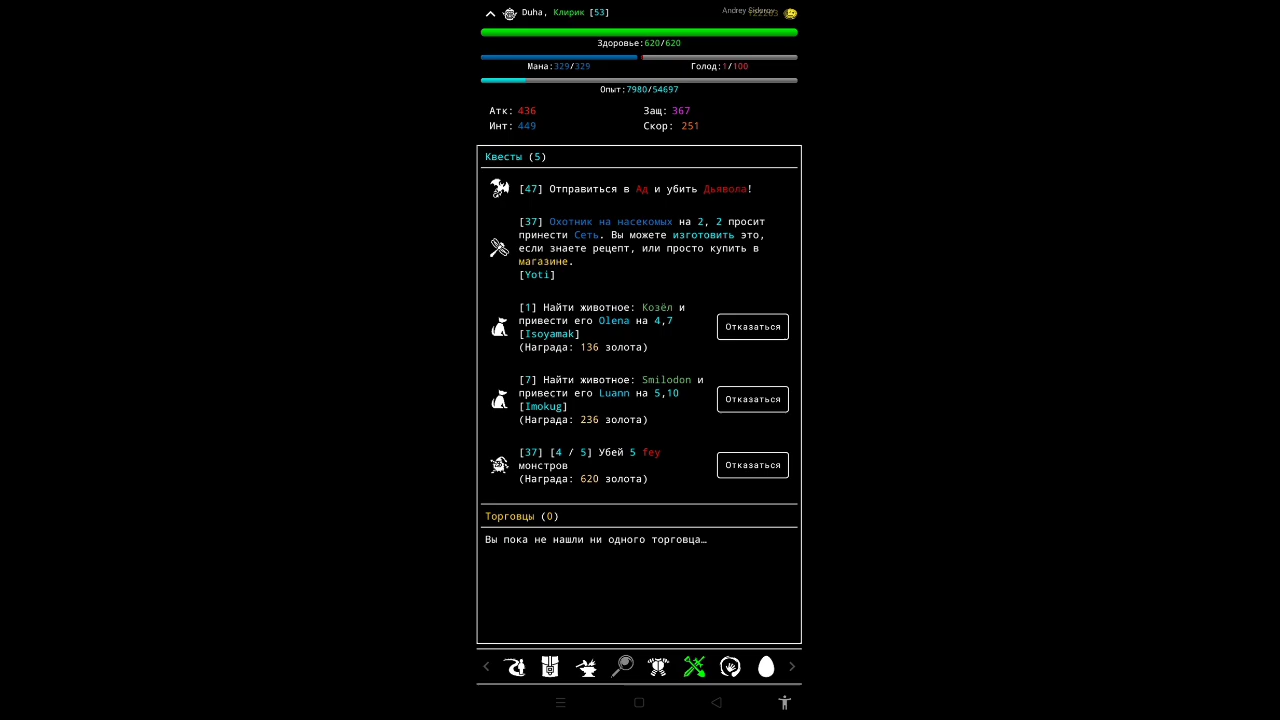 Duha, Клирик [53]
Andrey Sidorov
Здоровье:620/620
Мана:329/329 Голод:1/100
Опыт:7980/54697
Атк: 436 Защ: 367
Инт: 449 Скор: 251
Квесты (5)
[47] Отправиться в Ад и убить Дьявола!
[37] Охотник на насекомых на 2, 2 просит
принести Сеть. Вы можете изготовить это,
если знаете рецепт, или просто купить в
магазине.
[Yoti]
[1] Найти животное: Козёл и
привести его Olena на 4,7
[Isoyamak]
(Награда: 136 золота)
Отказаться
[7] Найти животное: Smilodon и
привести его Luann на 5,10
[Imokug]
(Награда: 236 золота)
Отказаться
[37] [4 / 5] Убей 5 fey
монстров
(Награда: 620 золота)
Отказаться
Торговцы (0)
Вы пока не нашли ни одного торговца…